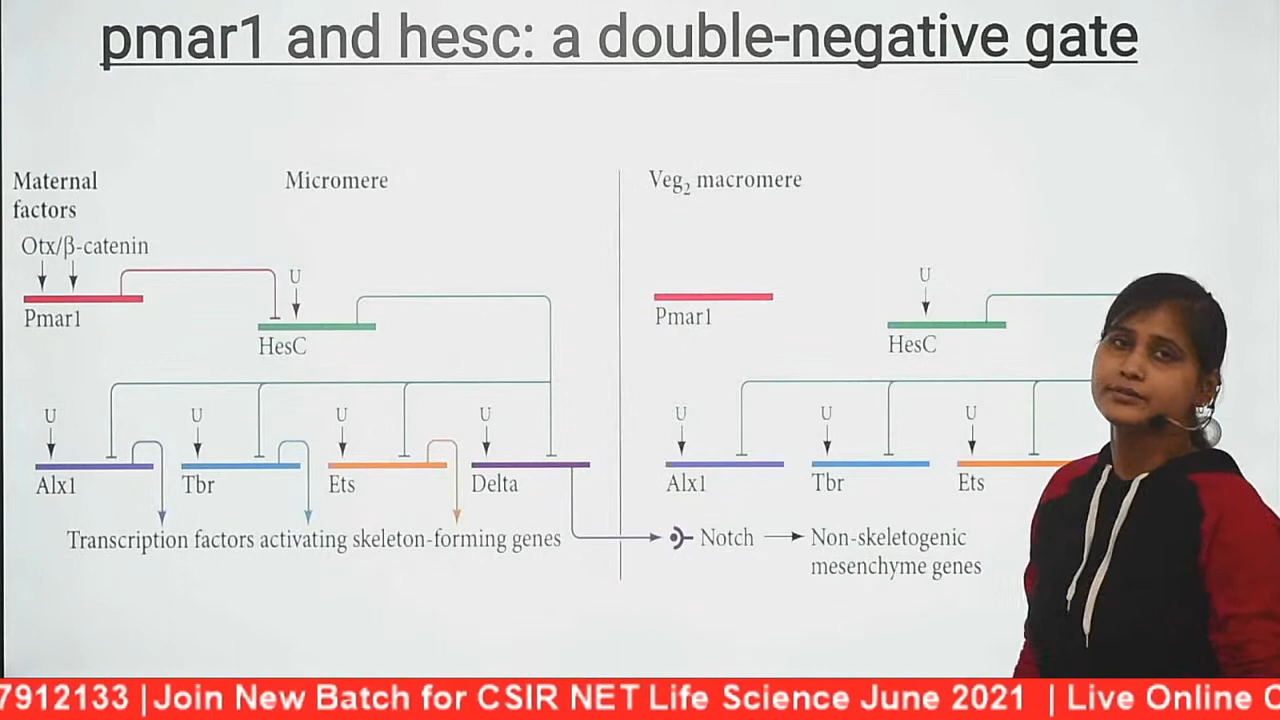 pmar1 and hesc: a double-negative gate
Maternal
factors
Micromere
Veg₂ macromere
Otx/β-catenin
U
U
Pmar1
Pmar1
HesC
HesC
U
U
U
U
U
U
U
Alx1
Tbr
Ets
Delta
Alx1
Tbr
Ets
Transcription factors activating skeleton-forming genes
Notch
Non-skeletogenic
mesenchyme genes
7912133 |Join New Batch for CSIR NET Life Science June 2021 | Live Online C